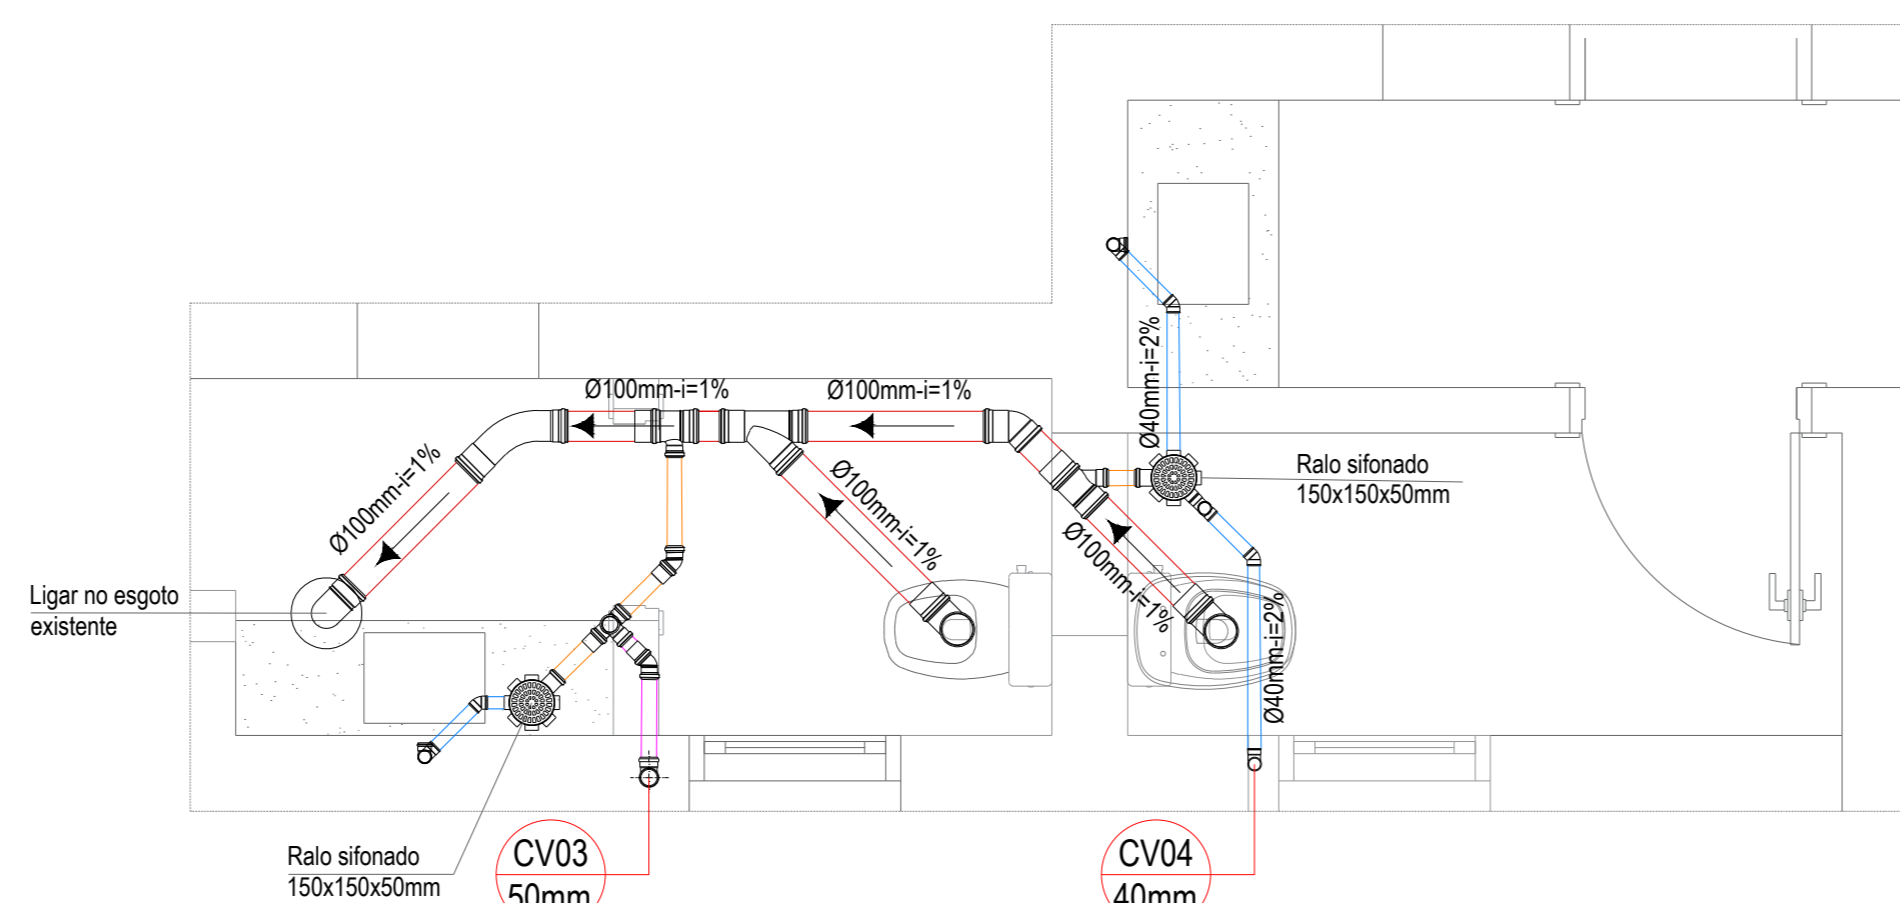 Ø40mm-i=2%
Ø100mm-i=1%
Ø100mm-i=1%
Ø100mm-i=1%
Ø100mm-i=1%
Ralo sifonado
150x150x50mm
Ø100mm-i=1%
Ø40mm-i=2%
Ligar no esgoto
existente
Ralo sifonado
150x150x50mm
CV03
50mm
CV04
40mm